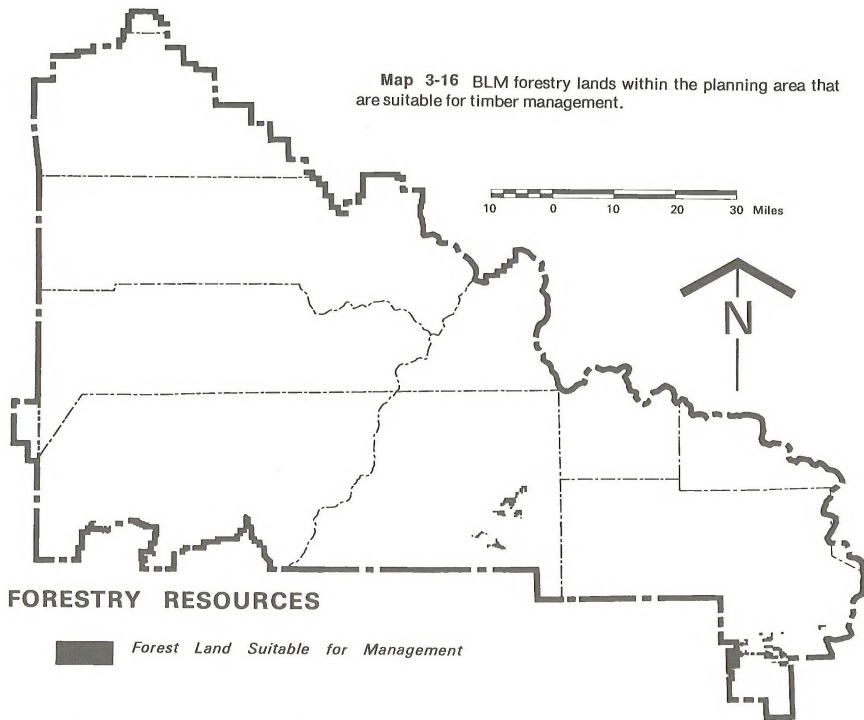 Map 3-16 BLM forestry lands within the planning area that
are suitable for timber management.
10 0 10 20 30 Miles
N
FORESTRY RESOURCES
Forest Land Suitable for Management